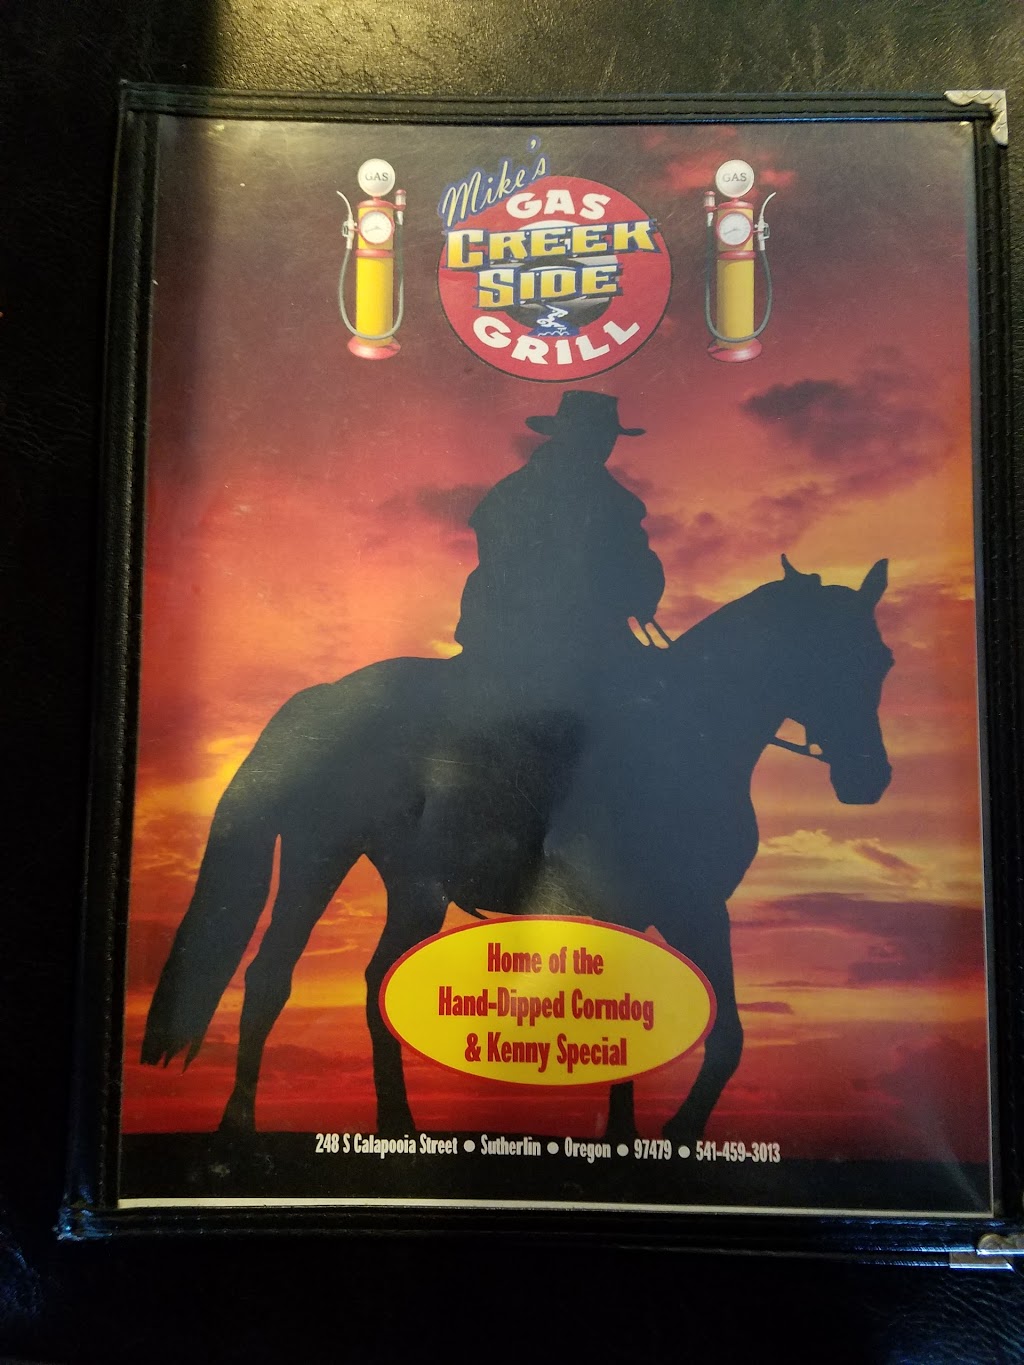 Mike's
GAS
GAS
GAS
CREEK
SIDE
GRILL
Home of the
Hand-Dipped Corndog
& Kenny Special
248 S Calapooia Street ● Sutherlin ● Oregon ● 97479 ● 541-459-3013